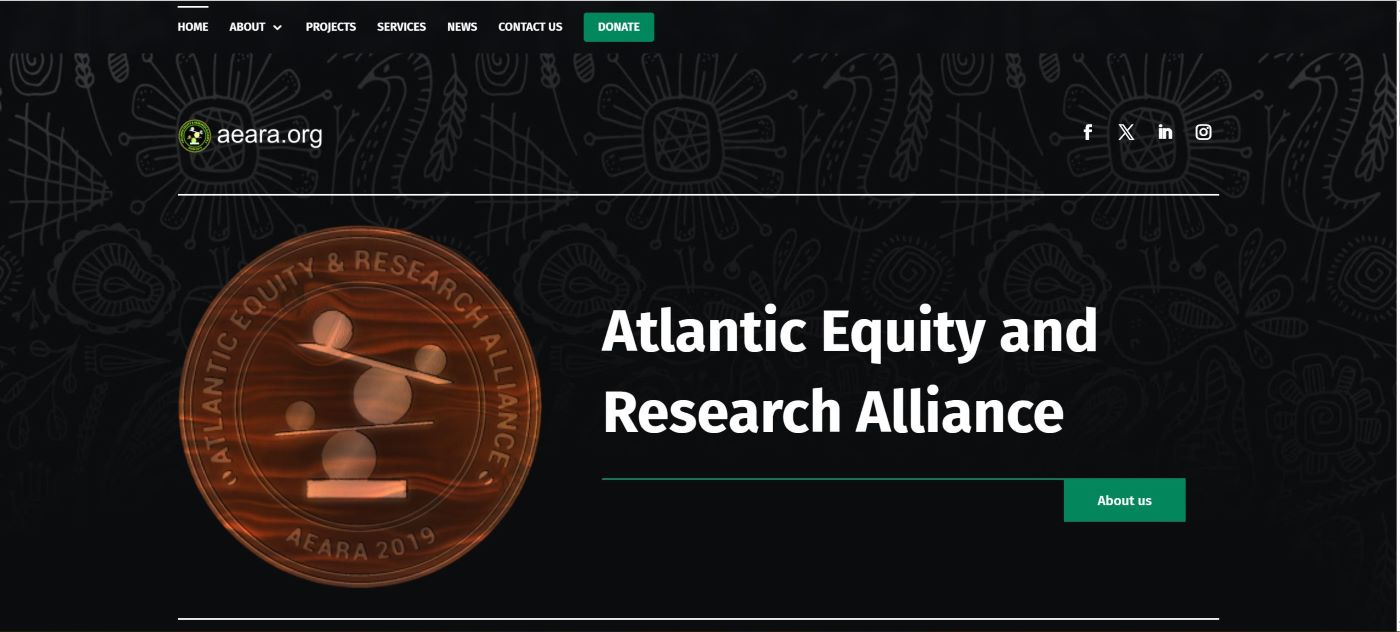 HOME ABOUT PROJECTS SERVICES NEWS CONTACT US DONATE
aeara.org
ATLANTIC EQUITY & RESEARCH ALLIANCE
AEARA 2019
Atlantic Equity and
Research Alliance
About us